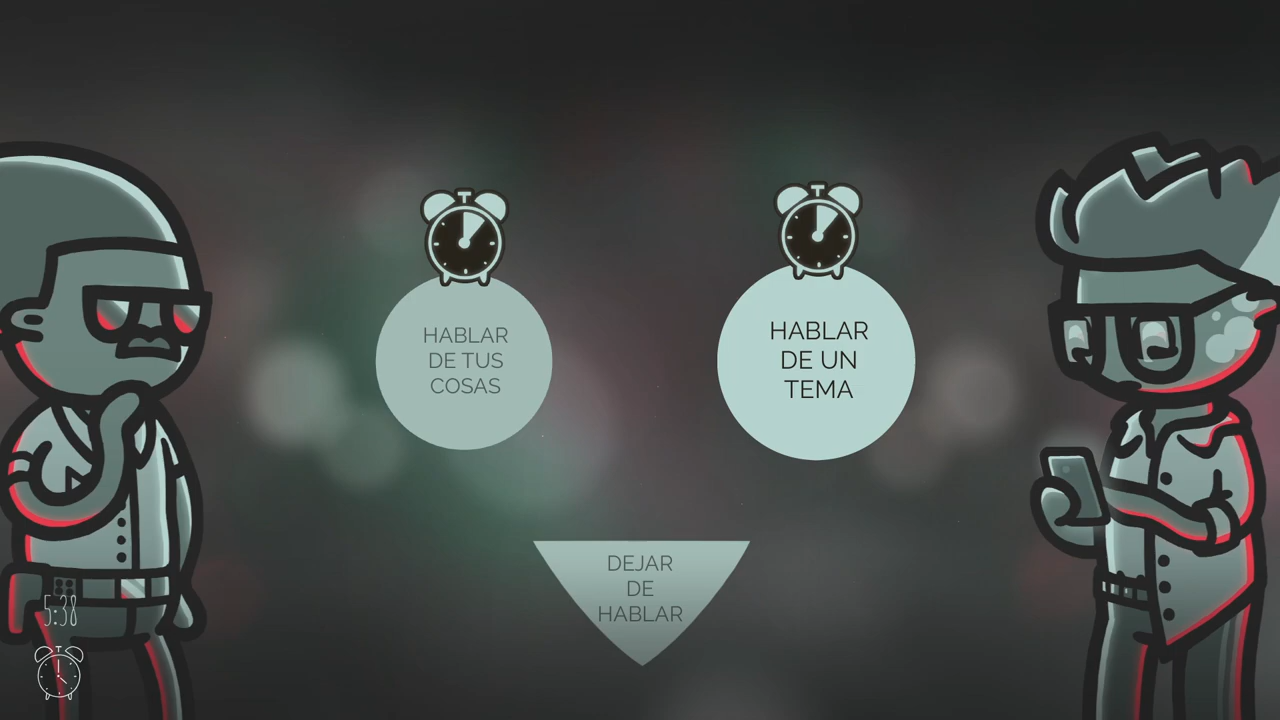 HABLAR
DE TUS
COSAS
HABLAR
DE UN
TEMA
DEJAR
DE
HABLAR
5:38